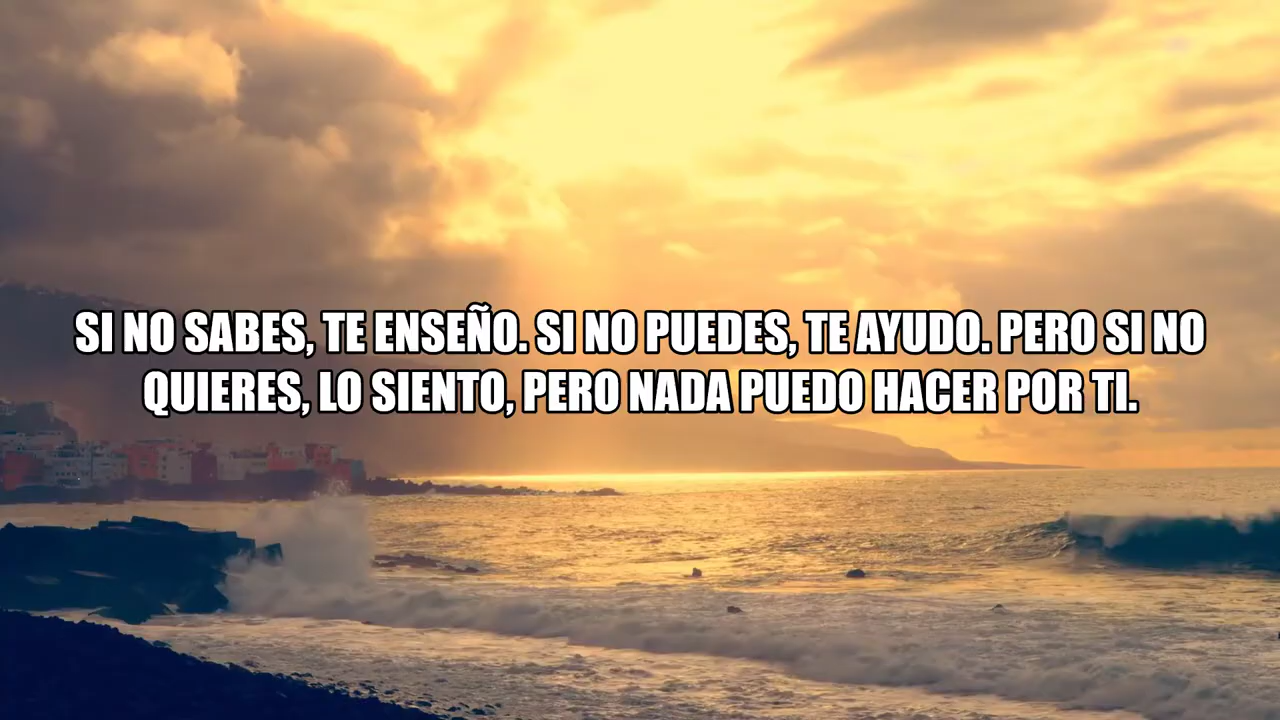 SI NO SABES, TE ENSEÑO. SI NO PUEDES, TE AYUDO. PERO SI NO
QUIERES, LO SIENTO, PERO NADA PUEDO HACER POR TI.